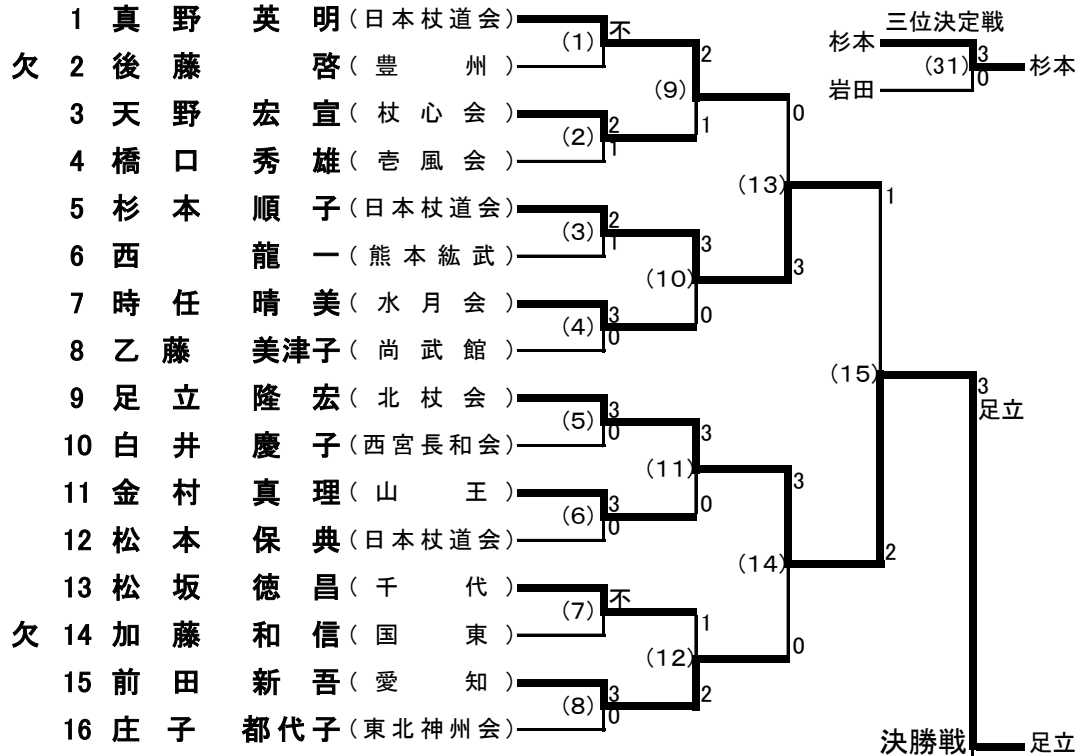 1 真野 英明 (日本杖道会)
欠 2 後藤 啓 (豊州)
3 天野 宏宣 (杖心会)
4 橋口 秀雄 (壱風会)
5 杉本 順子 (日本杖道会)
6 西 龍一 (熊本紘武)
7 時任 晴美 (水月会)
8 乙藤 美津子 (尚武館)
9 足立 隆宏 (北杖会)
10 白井 慶子 (西宮長和会)
11 金村 真理 (山王)
12 松本 保典 (日本杖道会)
13 松坂 徳昌 (千代)
欠 14 加藤 和信 (国東)
15 前田 新吾 (愛知)
16 庄子 都代子 (東北神州会)
(1) 不
(2) 2 1
(3) 2 1
(4) 3 0
(5) 3 0
(6) 3 0
(7) 不
(8) 3 0
(9) 2 1
(10) 3 0
(11) 3 0
(12) 1 2
(13) 0 3
(14) 3 0
(15) 1 2
3
足立
決勝戦 足立
三位決定戦
杉本 3
(31) 杉本
岩田 0